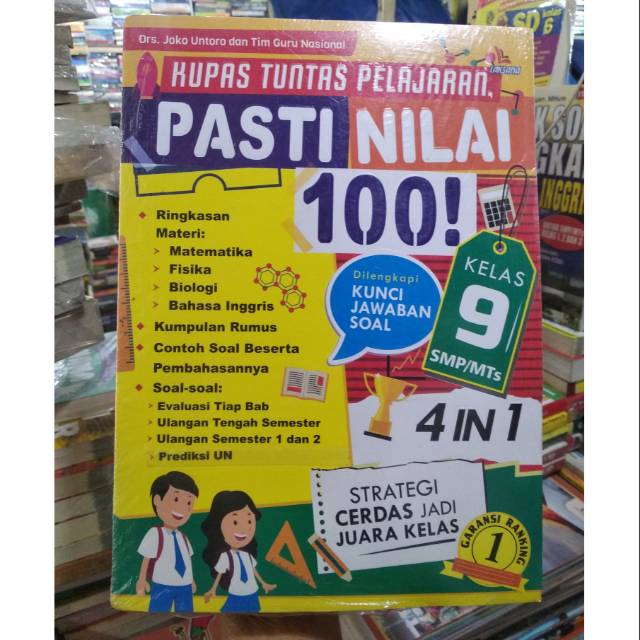 Drs. Joko Untoro dan Tim Guru Nasional
LAKSANA
KUPAS TUNTAS PELAJARAN,
PASTI NILAI
100!
Ringkasan
Materi:
Matematika
Fisika
Biologi
Bahasa Inggris
Kumpulan Rumus
Contoh Soal Beserta
Pembahasannya
Soal-soal:
Evaluasi Tiap Bab
Ulangan Tengah Semester
Ulangan Semester 1 dan 2
Prediksi UN
Dilengkapi
KUNCI
JAWABAN
SOAL
KELAS
9
SMP/MTs
4 IN 1
STRATEGI
CERDAS JADI
JUARA KELAS
GARANSI RANKING
1
SD
6